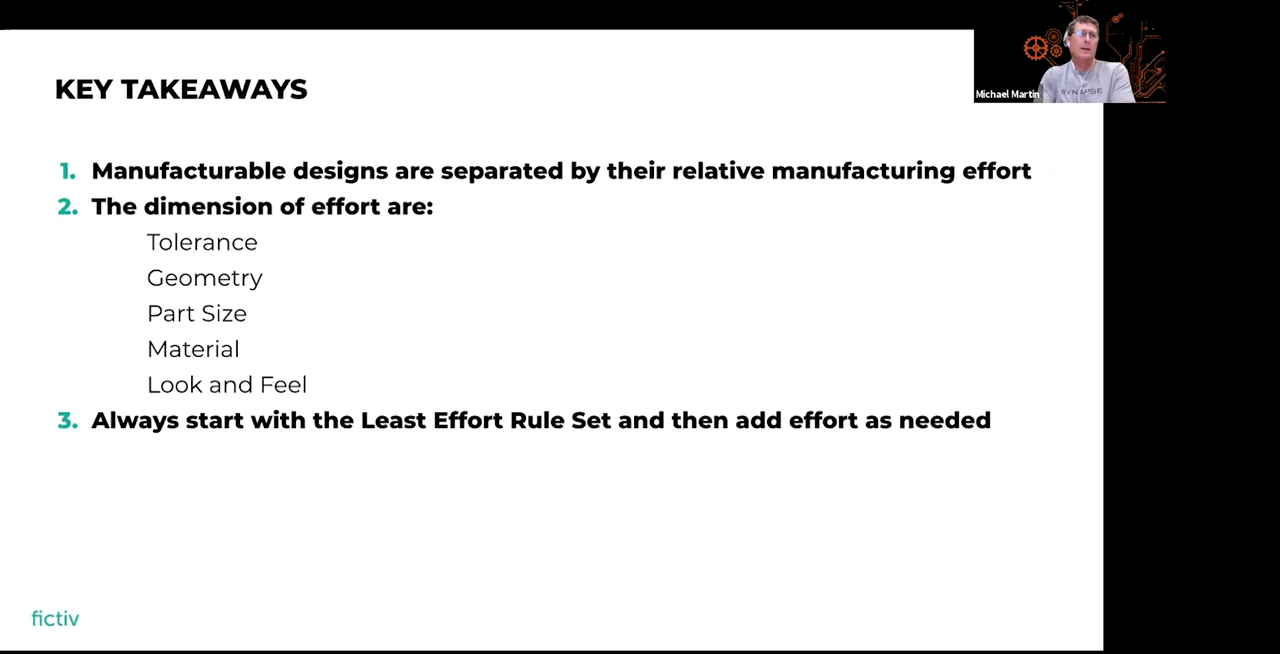 KEY TAKEAWAYS
Michael Martin
SYNAPSE
1. Manufacturable designs are separated by their relative manufacturing effort
2. The dimension of effort are:
Tolerance
Geometry
Part Size
Material
Look and Feel
3. Always start with the Least Effort Rule Set and then add effort as needed
fictiv